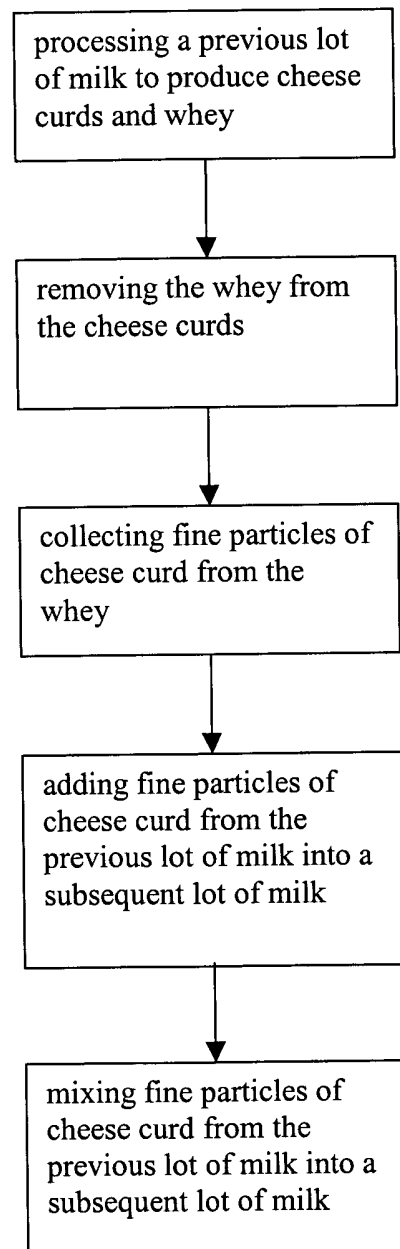 processing a previous lot
of milk to produce cheese
curds and whey
removing the whey from
the cheese curds
collecting fine particles of
cheese curd from the
whey
adding fine particles of
cheese curd from the
previous lot of milk into a
subsequent lot of milk
mixing fine particles of
cheese curd from the
previous lot of milk into a
subsequent lot of milk